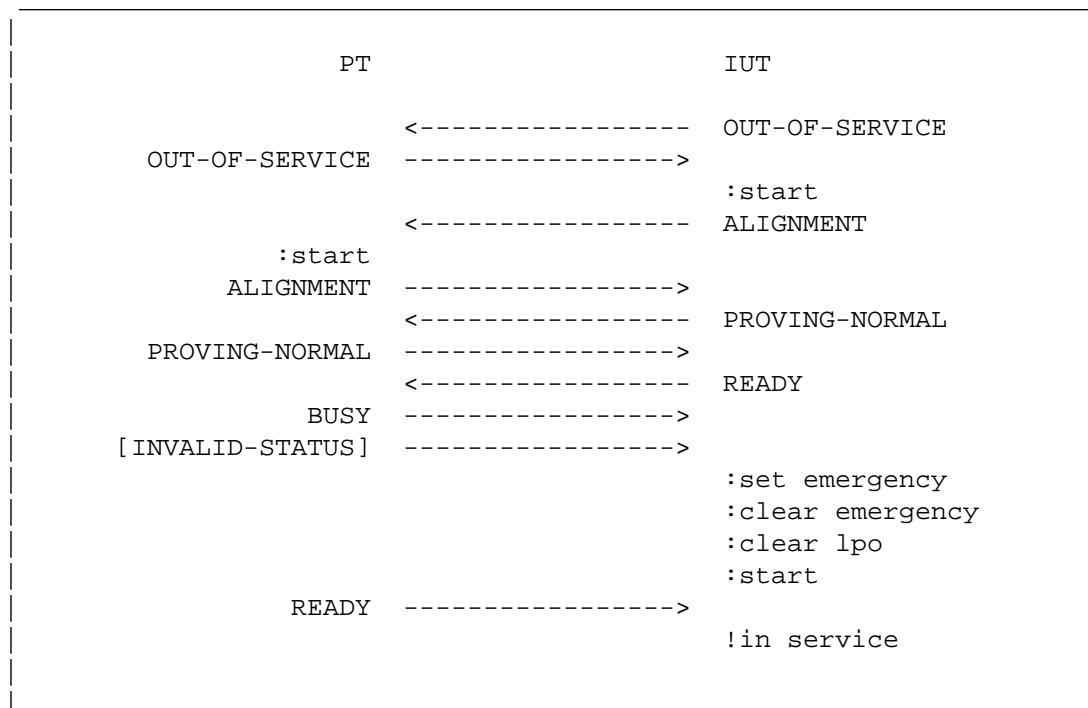 PT IUT
<----------------- OUT-OF-SERVICE
OUT-OF-SERVICE ----------------->
:start
<----------------- ALIGNMENT
:start
ALIGNMENT ----------------->
<----------------- PROVING-NORMAL
PROVING-NORMAL ----------------->
<----------------- READY
BUSY ----------------->
[INVALID-STATUS] ----------------->
:set emergency
:clear emergency
:clear lpo
:start
READY ----------------->
!in service